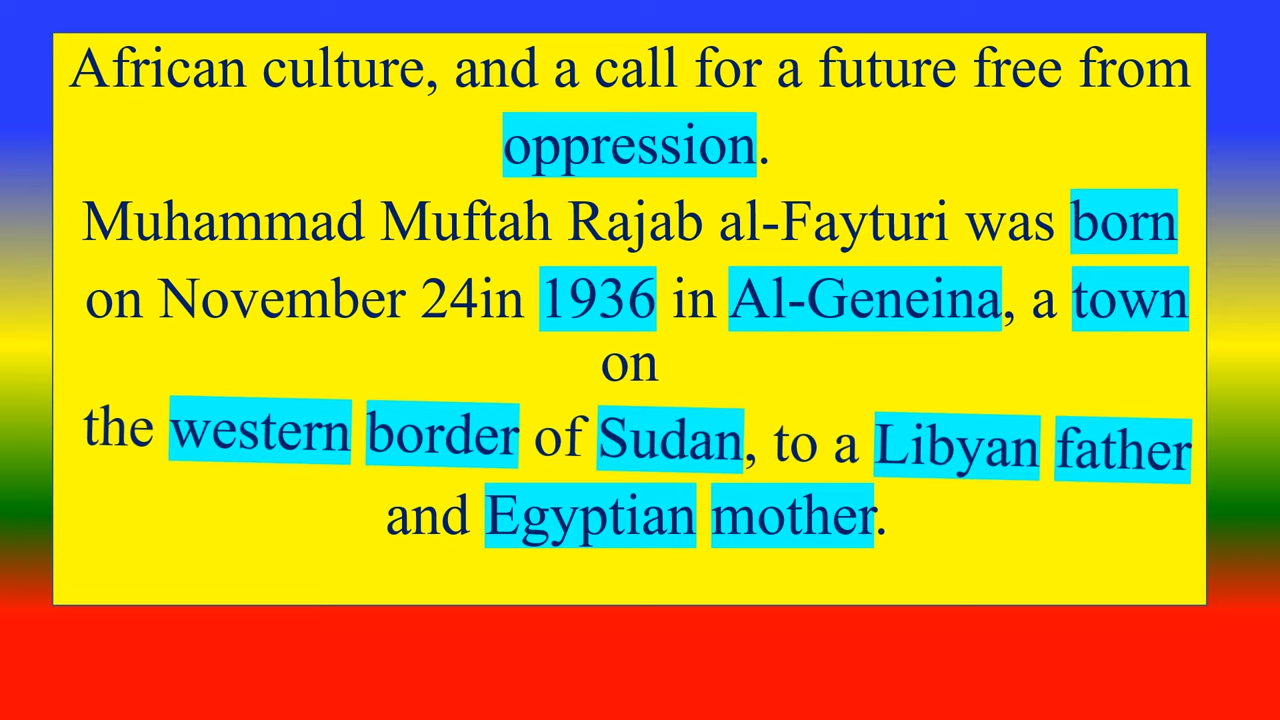 African culture, and a call for a future free from
oppression.
Muhammad Muftah Rajab al-Fayturi was born
on November 24in 1936 in Al-Geneina, a town
on
the western border of Sudan, to a Libyan father
and Egyptian mother.